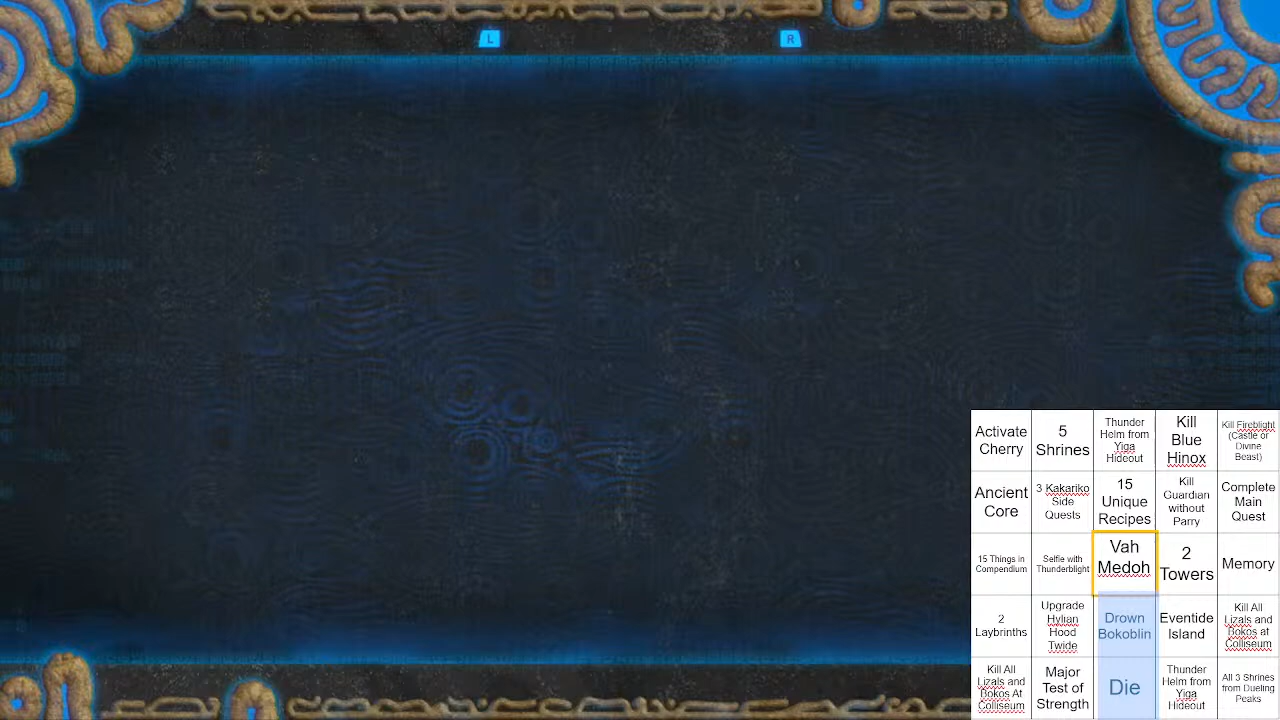 L
R
Activate
Cherry
5
Shrines
Thunder
Helm from
Yiga
Hideout
Kill
Blue
Hinox
Kill Fireblight
(Castle or
Divine
Beast)
Ancient
Core
3 Kakariko
Side
Quests
15
Unique
Recipes
Kill
Guardian
without
Parry
Complete
Main
Quest
15 Things in
Compendium
Selfie with
Thunderblight
Vah
Medoh
2
Towers
Memory
2
Laybrinths
Upgrade
Hylian
Hood
Twide
Drown
Bokoblin
Eventide
Island
Kill All
Lizals and
Bokos at
Colliseum
Kill All
Lizals and
Bokos At
Colliseum
Major
Test of
Strength
Die
Thunder
Helm from
Yiga
Hideout
All 3 Shrines
from Dueling
Peaks